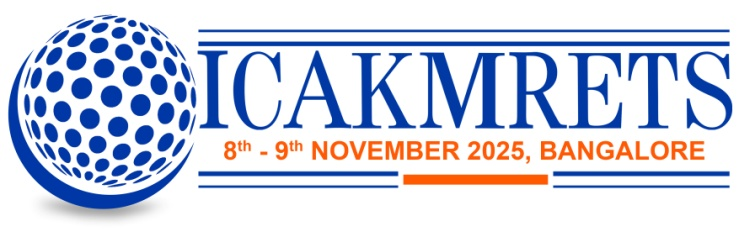 ICAKMRETS
8th - 9th NOVEMBER 2025, BANGALORE